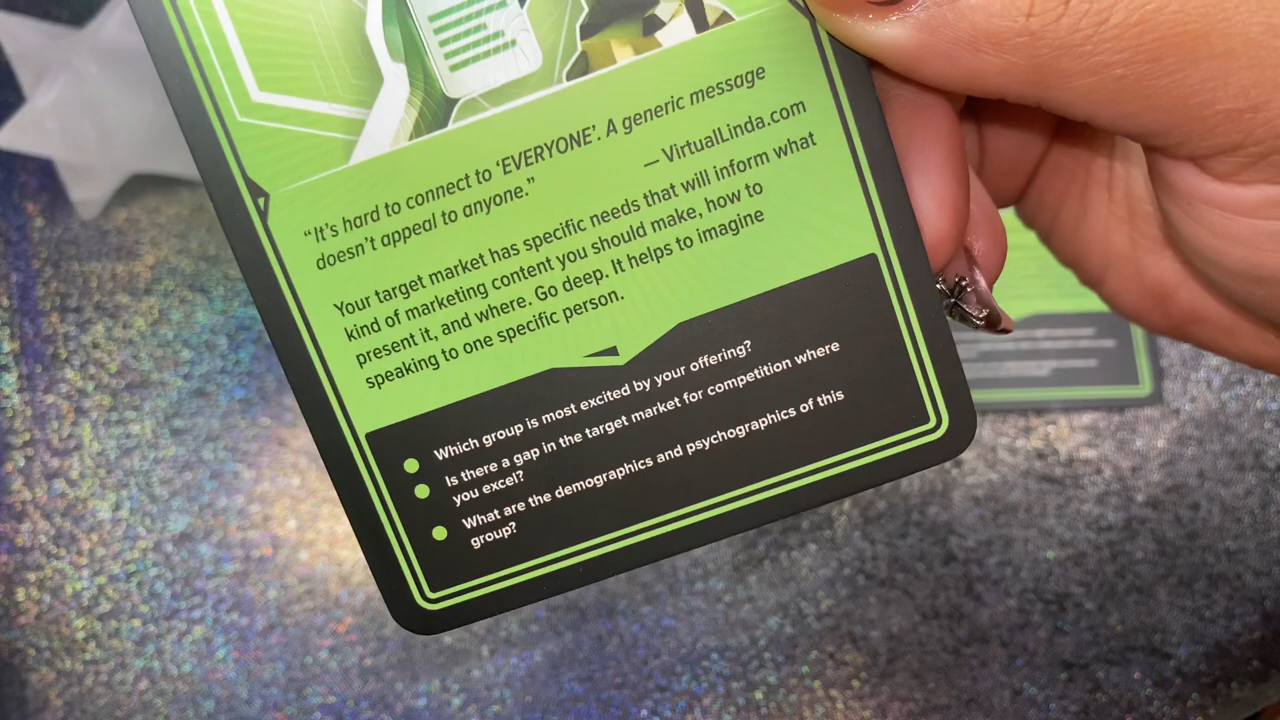 “It’s hard to connect to ‘EVERYONE’. A generic message
doesn’t appeal to anyone.”
— VirtualLinda.com
Your target market has specific needs that will inform what
kind of marketing content you should make, how to
present it, and where. Go deep. It helps to imagine
speaking to one specific person.
Which group is most excited by your offering?
Is there a gap in the target market for competition where
you excel?
What are the demographics and psychographics of this
group?